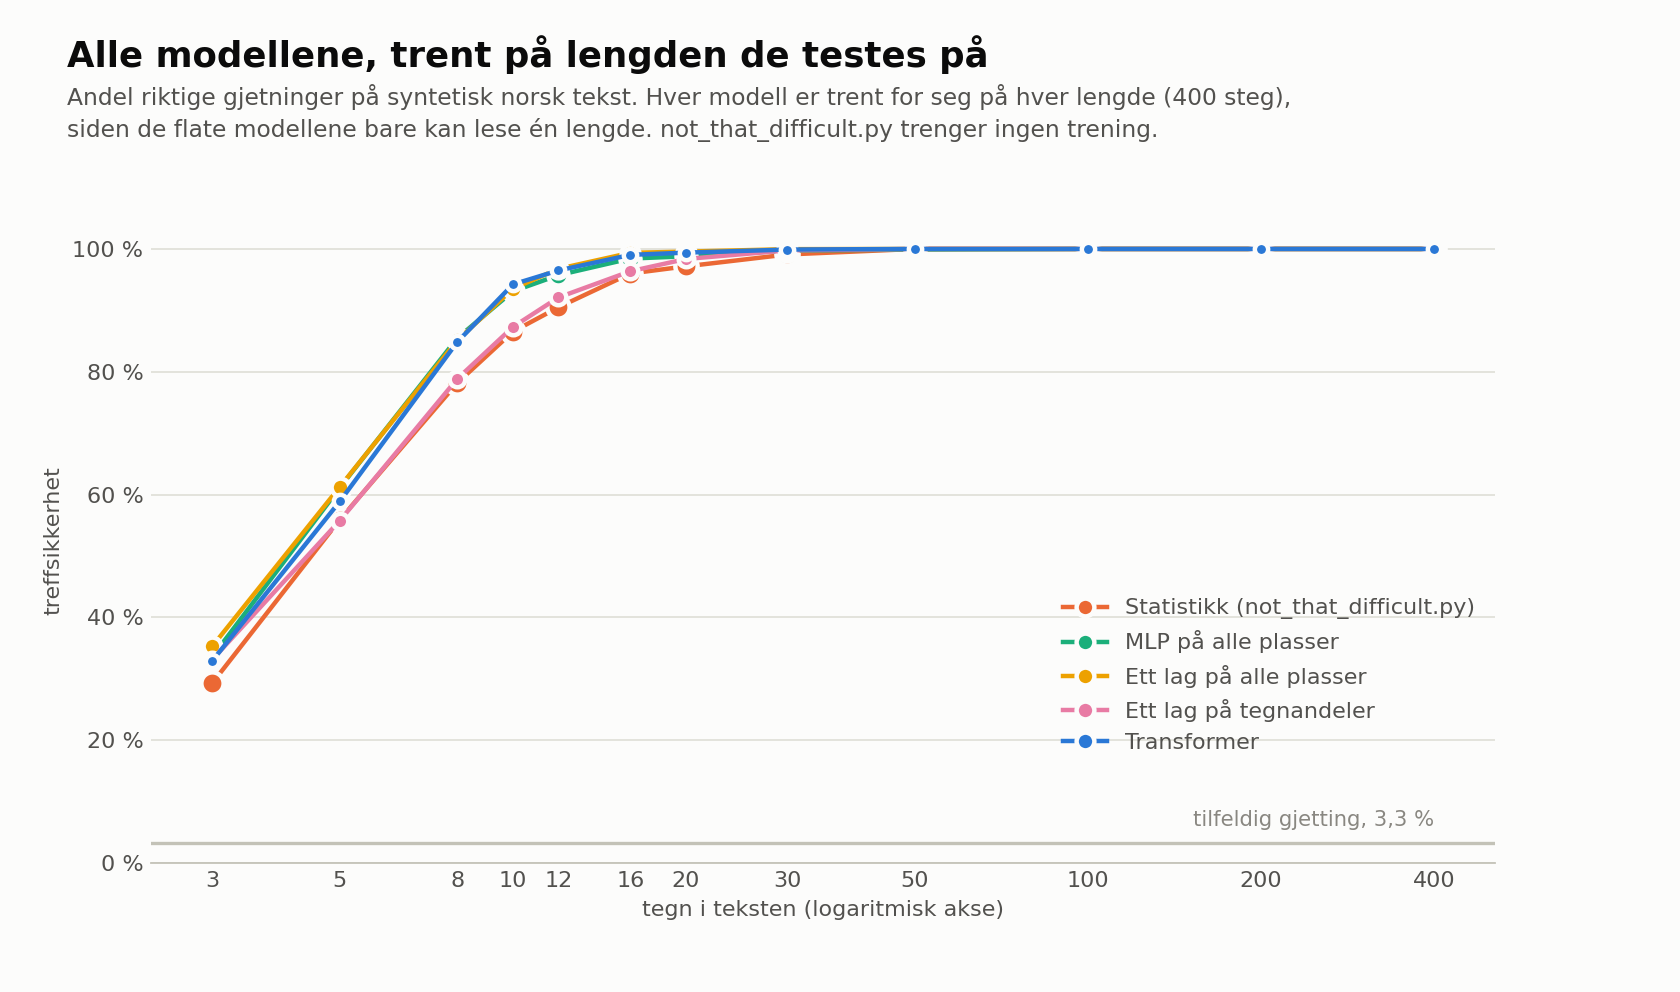 Alle modellene, trent på lengden de testes på
Andel riktige gjetninger på syntetisk norsk tekst. Hver modell er trent for seg på hver lengde (400 steg),
siden de flate modellene bare kan lese én lengde. not_that_difficult.py trenger ingen trening.
100 %
80 %
60 %
40 %
20 %
0 %
treffsikkerhet
Statistikk (not_that_difficult.py)
MLP på alle plasser
Ett lag på alle plasser
Ett lag på tegnandeler
Transformer
tilfeldig gjetting, 3,3 %
3 5 8 10 12 16 20 30 50 100 200 400
tegn i teksten (logaritmisk akse)